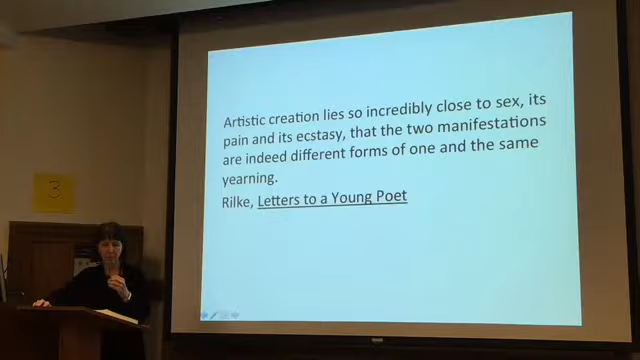 Artistic creation lies so incredibly close to sex, its
pain and its ecstasy, that the two manifestations
are indeed different forms of one and the same
yearning.
Rilke, Letters to a Young Poet
3